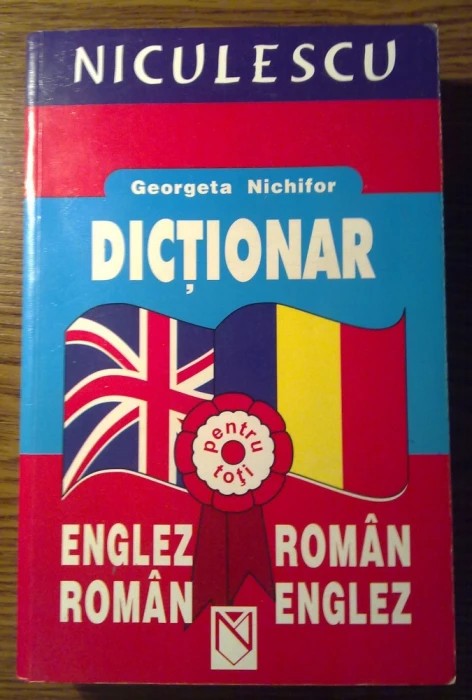 NICULESCU
Georgeta Nichifor
DICȚIONAR
pentru
toți
ENGLEZ ROMÂN
ROMÂN ENGLEZ